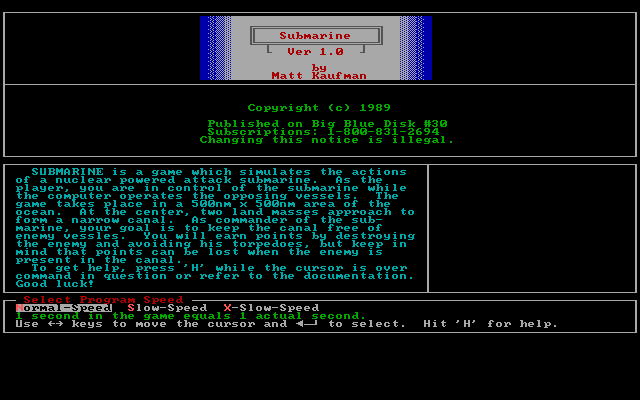 Submarine
Ver 1.0
by
Matt Kaufman
Copyright (c) 1989
Published on Big Blue Disk #30
Subscriptions: 1-800-831-2694
Changing this notice is illegal.
SUBMARINE is a game which simulates the actions
of a nuclear powered attack submarine. As the
player, you are in control of the submarine while
the computer operates the opposing vessels. The
game takes place in a 500nm x 500nm area of the
ocean. At the center, two land masses approach to
form a narrow canal. As commander of the sub-
marine, your goal is to keep the canal free of
enemy vessles. You will earn points by destroying
the enemy and avoiding his torpedoes, but keep in
mind that points can be lost when the enemy is
present in the canal.
To get help, press 'H' while the cursor is over
command in question or refer to the documentation.
Good luck!
Select Program Speed
Normal-Speed Slow-Speed X-Slow-Speed
1 second in the game equals 1 actual second.
Use ↔ keys to move the cursor and ◄─┘ to select. Hit 'H' for help.